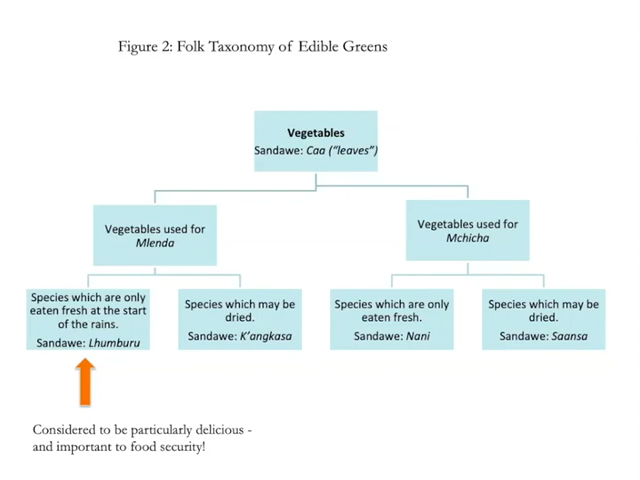 Figure 2: Folk Taxonomy of Edible Greens
Vegetables
Sandawe: Caa ("leaves")
Vegetables used for
Mlenda
Vegetables used for
Mchicha
Species which are only
eaten fresh at the start
of the rains.
Sandawe: Lhumburu
Species which may be
dried.
Sandawe: K'angkasa
Species which are only
eaten fresh.
Sandawe: Nani
Species which may be
dried.
Sandawe: Saansa
Considered to be particularly delicious -
and important to food security!